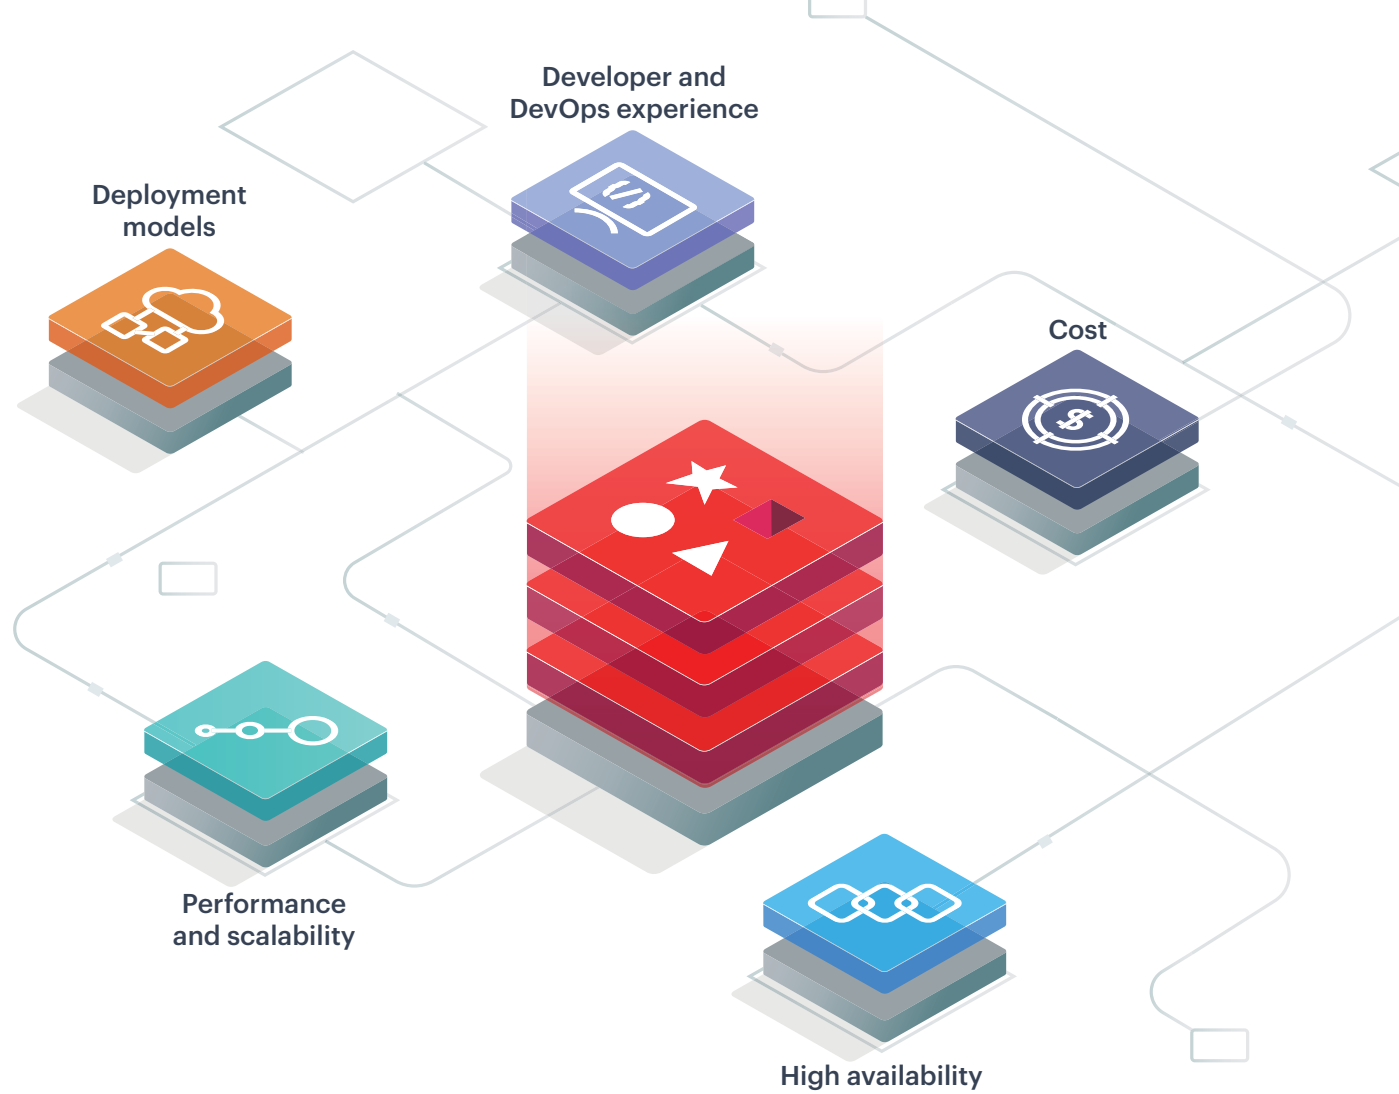 Developer and
DevOps experience
Deployment
models
Cost
$
Performance
and scalability
High availability